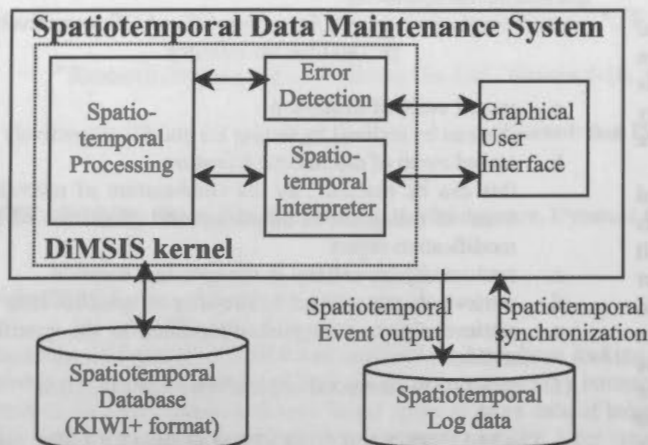 Spatiotemporal Data Maintenance System
Spatio-
temporal
Processing
Error
Detection
Spatio-
temporal
Interpreter
Graphical
User
Interface
DiMSIS kernel
Spatiotemporal
Event output
Spatiotemporal
synchronization
Spatiotemporal
Database
(KIWI+ format)
Spatiotemporal
Log data